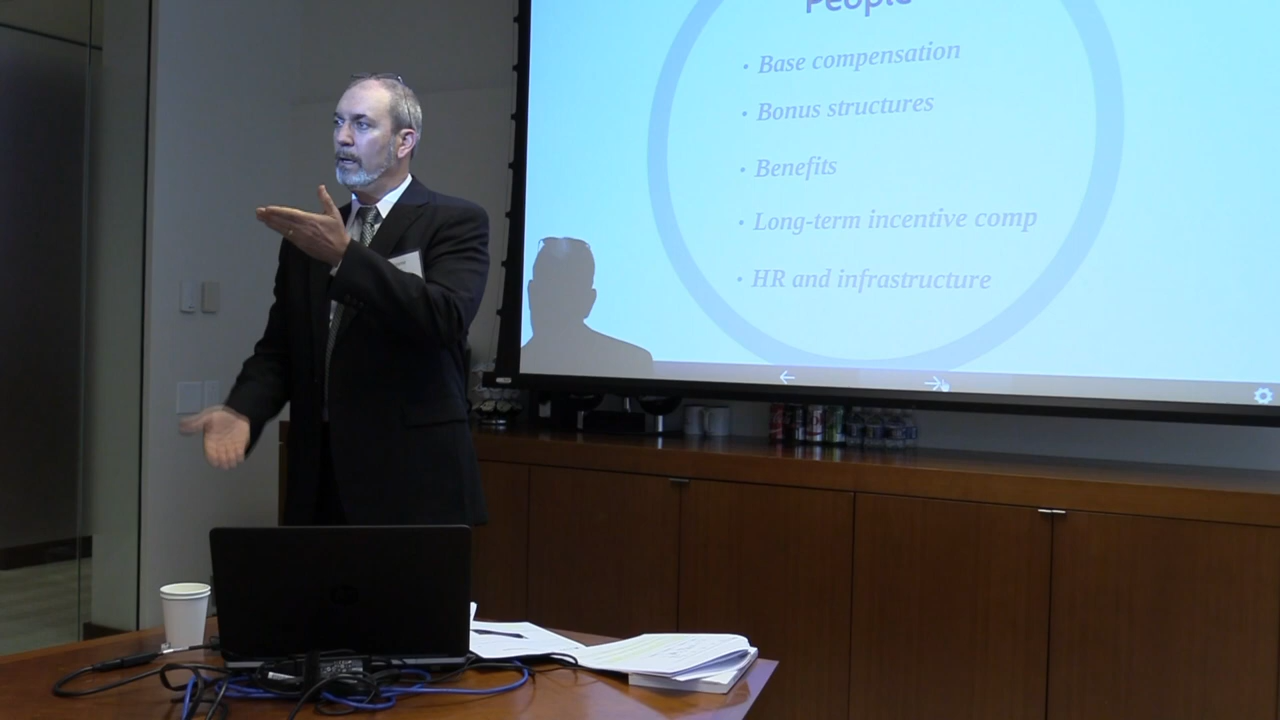 People
• Base compensation
• Bonus structures
• Benefits
• Long-term incentive comp
• HR and infrastructure